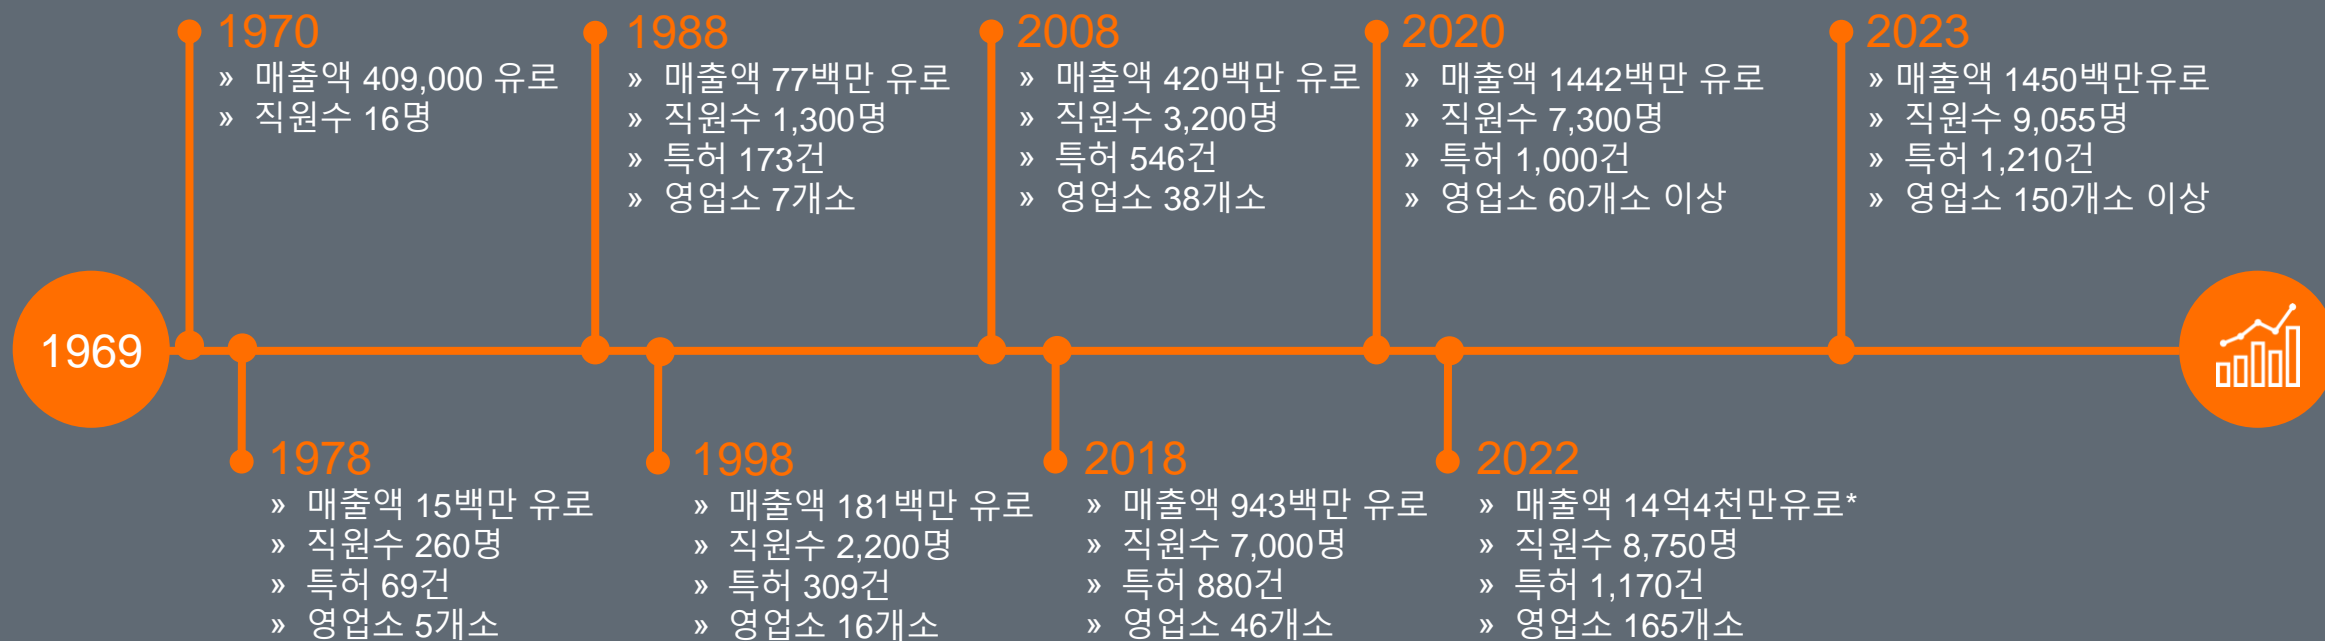 1970
» 매출액 409,000 유로
» 직원수 16명
1988
» 매출액 77백만 유로
» 직원수 1,300명
» 특허 173건
» 영업소 7개소
2008
» 매출액 420백만 유로
» 직원수 3,200명
» 특허 546건
» 영업소 38개소
2020
» 매출액 1442백만 유로
» 직원수 7,300명
» 특허 1,000건
» 영업소 60개소 이상
2023
» 매출액 1450백만유로
» 직원수 9,055명
» 특허 1,210건
» 영업소 150개소 이상
1969
1978
» 매출액 15백만 유로
» 직원수 260명
» 특허 69건
» 영업소 5개소
1998
» 매출액 181백만 유로
» 직원수 2,200명
» 특허 309건
» 영업소 16개소
2018
» 매출액 943백만 유로
» 직원수 7,000명
» 특허 880건
» 영업소 46개소
2022
» 매출액 14억4천만유로*
» 직원수 8,750명
» 특허 1,170건
» 영업소 165개소